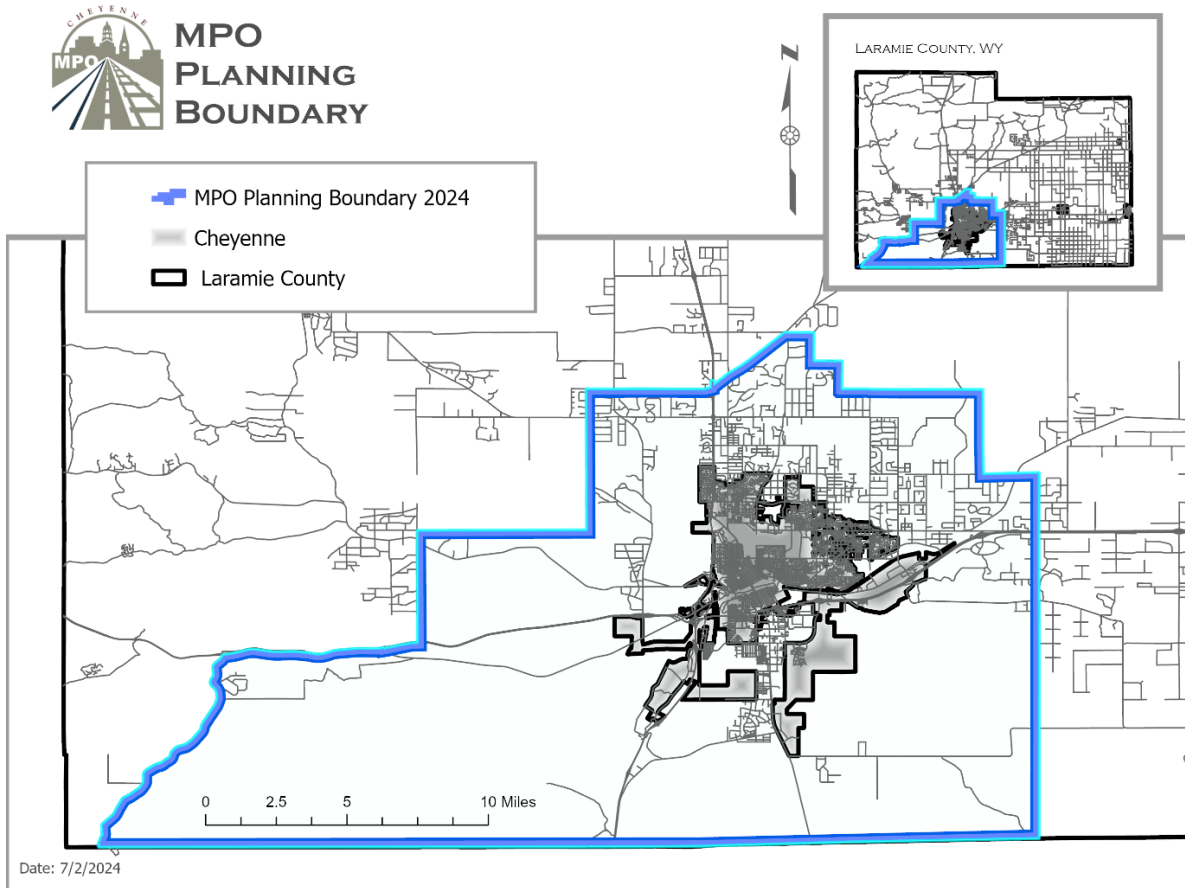 CHEYENNE
MPO
MPO
PLANNING
BOUNDARY
N
LARAMIE COUNTY, WY
MPO Planning Boundary 2024
Cheyenne
Laramie County
0 2.5 5 10 Miles
Date: 7/2/2024